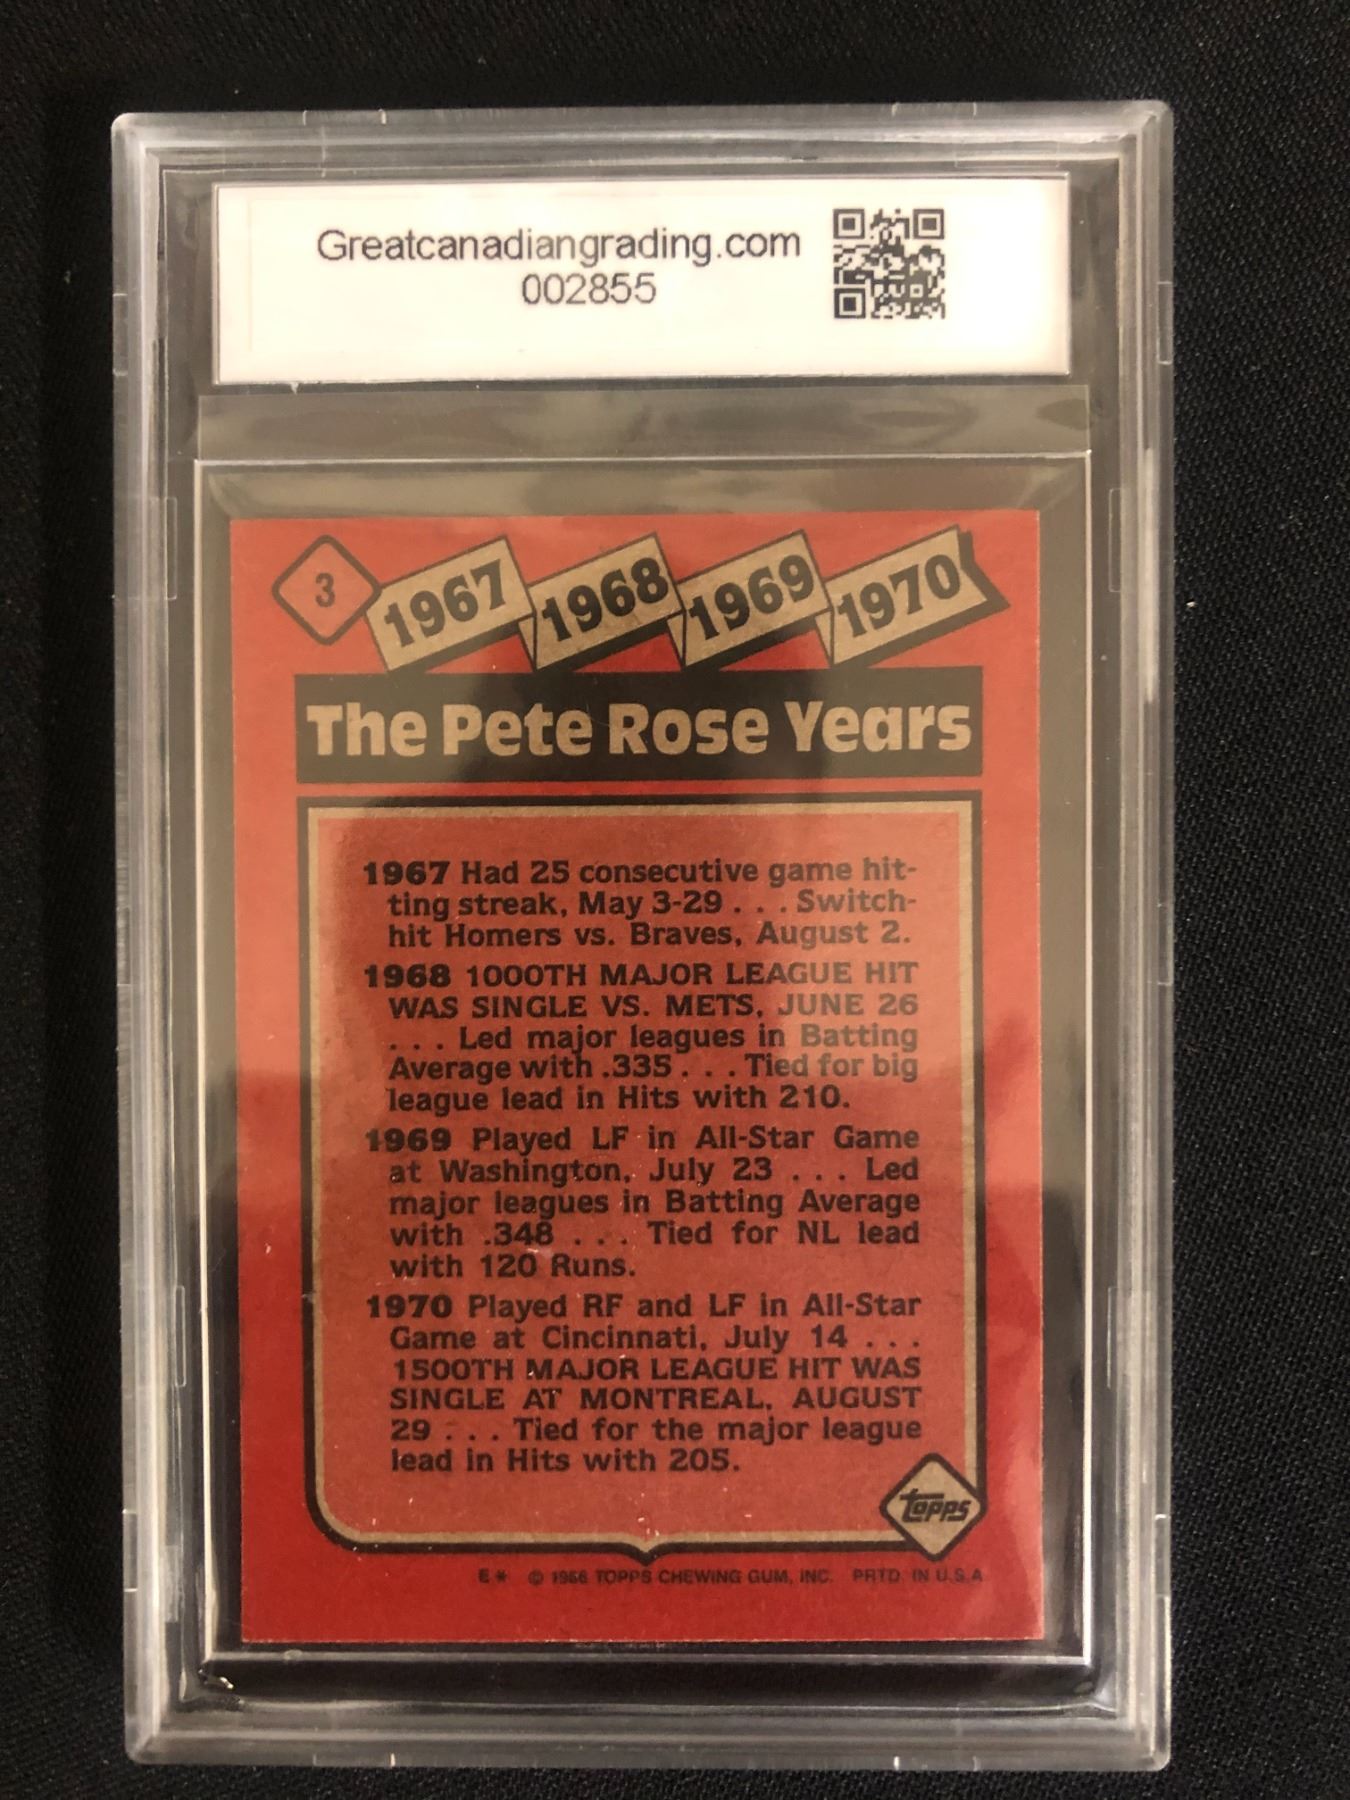 Greatcanadiangrading.com
002855
3
1967 1968 1969 1970
The Pete Rose Years
1967 Had 25 consecutive game hit-
ting streak, May 3-29 . . . Switch-
hit Homers vs. Braves, August 2.
1968 1000TH MAJOR LEAGUE HIT
WAS SINGLE VS. METS, JUNE 26
. . . Led major leagues in Batting
Average with .335 . . . Tied for big
league lead in Hits with 210.
1969 Played LF in All-Star Game
at Washington, July 23 . . . Led
major leagues in Batting Average
with .348 . . . Tied for NL lead
with 120 Runs.
1970 Played RF and LF in All-Star
Game at Cincinnati, July 14 . . .
1500TH MAJOR LEAGUE HIT WAS
SINGLE AT MONTREAL, AUGUST
29 . . . Tied for the major league
lead in Hits with 205.
topps
E* © 1986 TOPPS CHEWING GUM, INC. PRTD. IN U.S.A